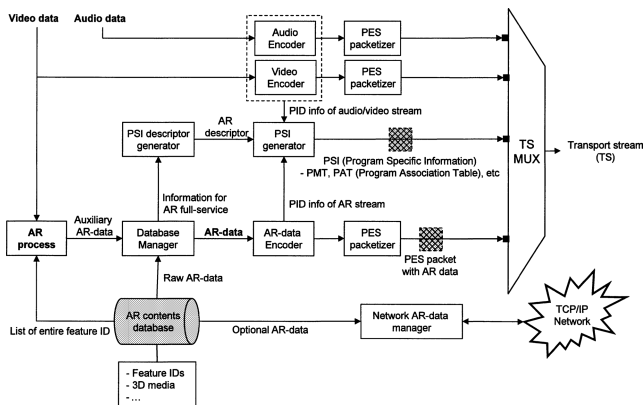 Video data
Audio data
Audio
Encoder
PES
packetizer
Video
Encoder
PES
packetizer
PID info of audio/video stream
PSI descriptor
generator
AR
descriptor
PSI
generator
PSI (Program Specific Information)
- PMT, PAT (Program Association Table), etc
TS
MUX
Transport stream
(TS)
Information for
AR full-service
PID info of AR stream
AR
process
Auxiliary
AR-data
Database
Manager
AR-data
AR-data
Encoder
PES
packetizer
PES packet
with AR data
Raw AR-data
List of entire feature ID
AR contents
database
Optional AR-data
Network AR-data
manager
TCP/IP
Network
- Feature IDs
- 3D media
- ...